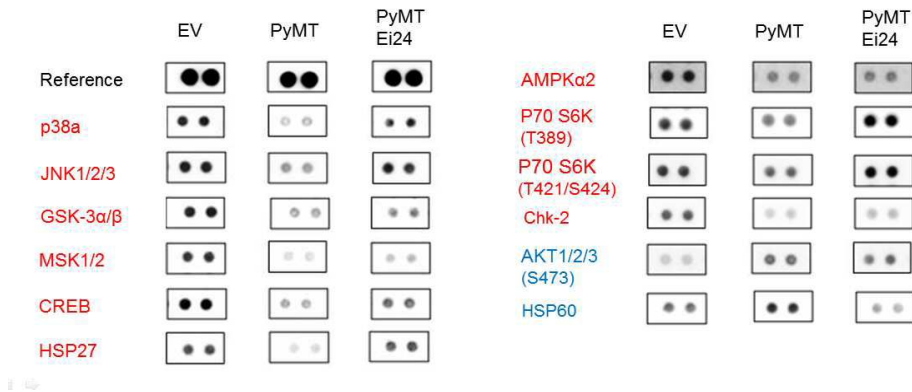 EV PyMT PyMT
Ei24
Reference
p38a
JNK1/2/3
GSK-3α/β
MSK1/2
CREB
HSP27
EV PyMT PyMT
Ei24
AMPKα2
P70 S6K
(T389)
P70 S6K
(T421/S424)
Chk-2
AKT1/2/3
(S473)
HSP60